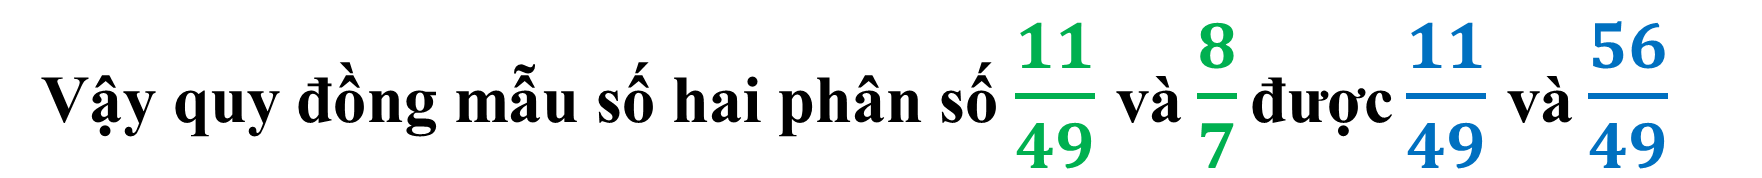 Vậy quy đồng mẫu số hai phân số 11/49 và 8/7 được 11/49 và 56/49